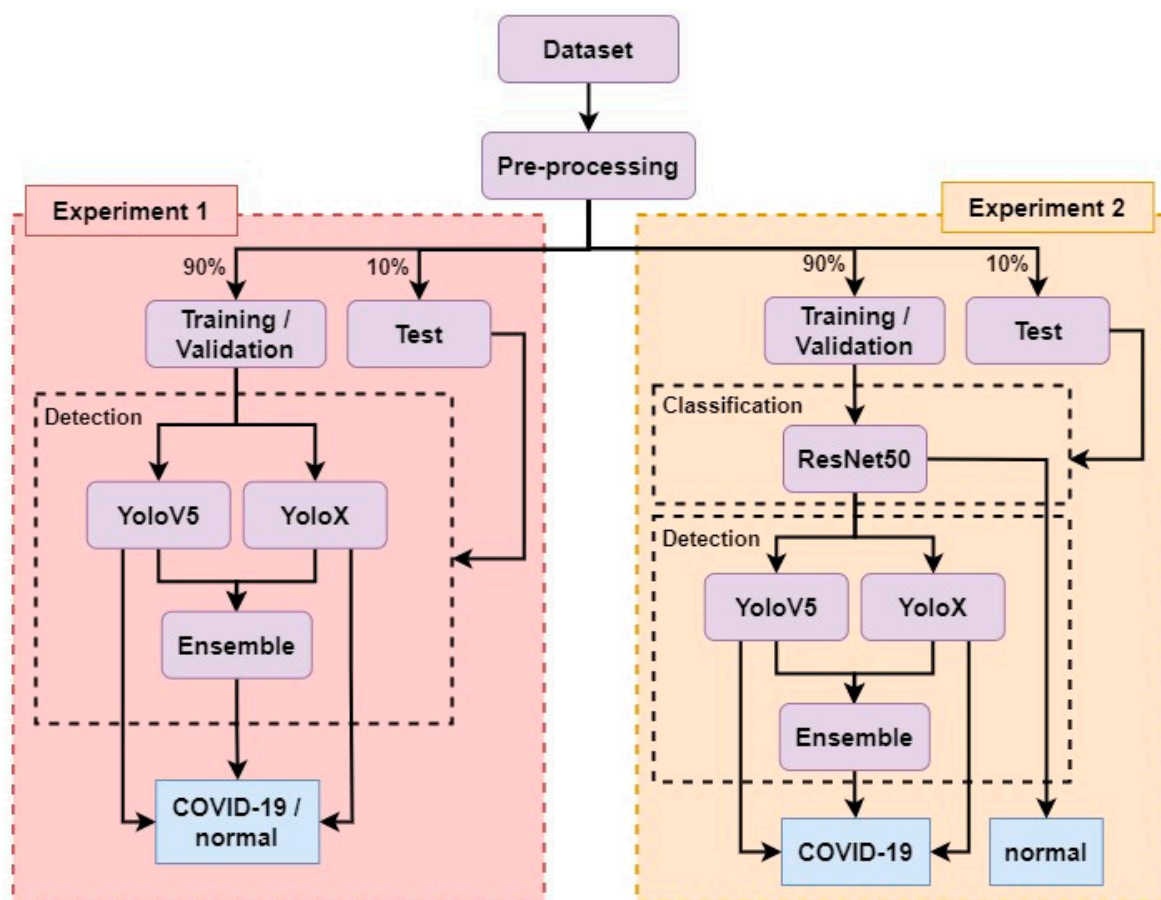 Dataset
Pre-processing
Experiment 1
90%
10%
Training /
Validation
Test
Detection
YoloV5
YoloX
Ensemble
COVID-19 /
normal
Experiment 2
90%
10%
Training /
Validation
Test
Classification
ResNet50
Detection
YoloV5
YoloX
Ensemble
COVID-19
normal